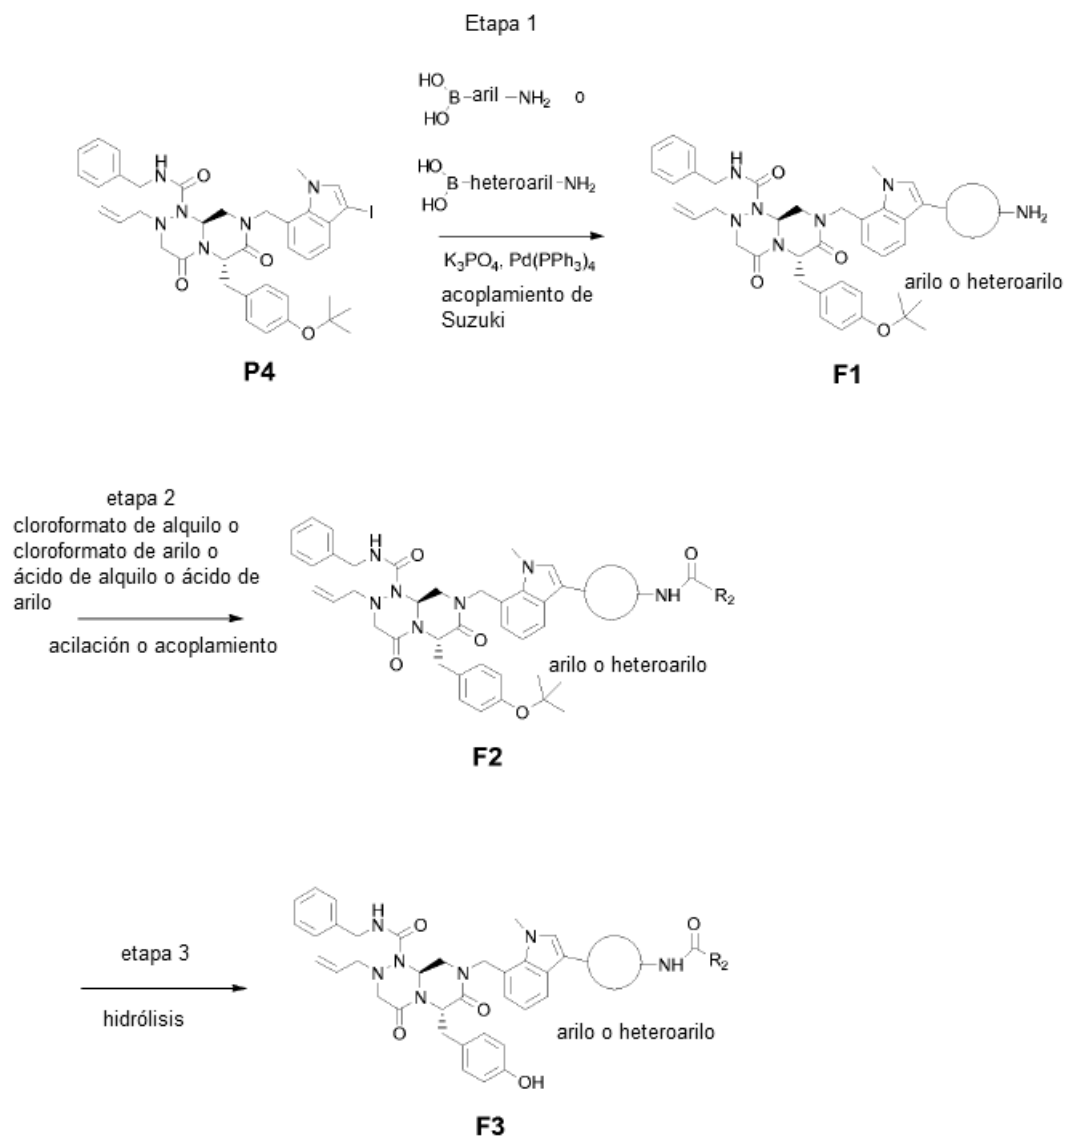 Etapa 1
HO
B-aril-NH2 o
HO
HO
B-heteroaril-NH2
HO
K3PO4, Pd(PPh3)4
acoplamiento de
Suzuki
H
N
O
N
N
N
N
N
I
O
O
O
P4
H
N
O
N
N
N
N
N
NH2
O
O
arilo o heteroarilo
O
F1
etapa 2
cloroformato de alquilo o
cloroformato de arilo o
ácido de alquilo o ácido de
arilo
acilación o acoplamiento
H
N
O
N
N
N
N
N
NH
O
R2
O
O
arilo o heteroarilo
O
F2
etapa 3
hidrólisis
H
N
O
N
N
N
N
N
NH
O
R2
O
O
arilo o heteroarilo
OH
F3